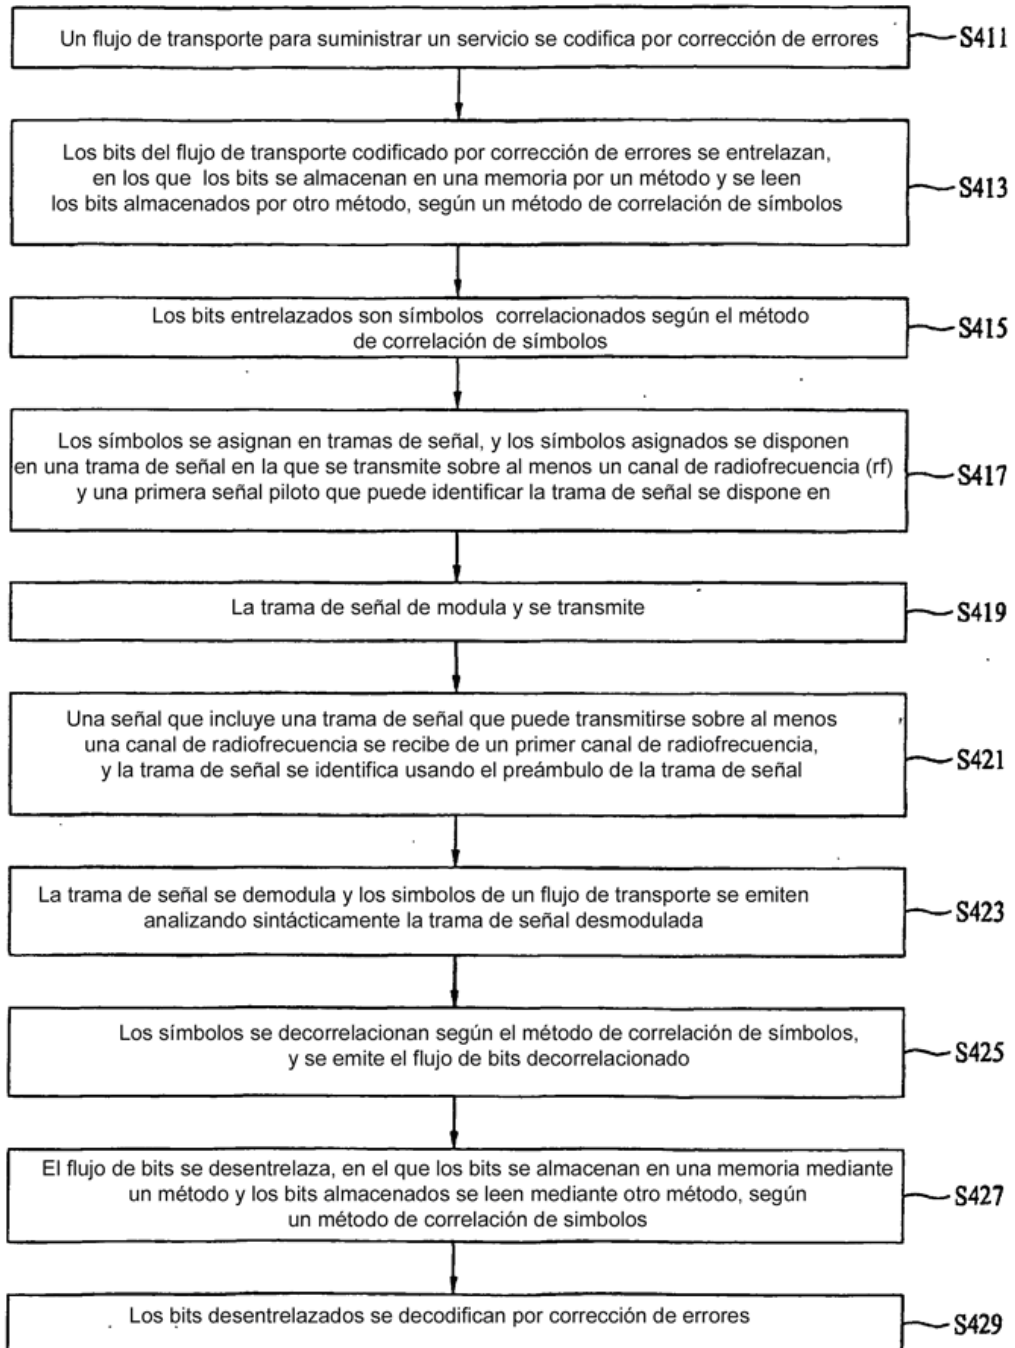 Un flujo de transporte para suministrar un servicio se codifica por corrección de errores
S411
Los bits del flujo de transporte codificado por corrección de errores se entrelazan,
en los que los bits se almacenan en una memoria por un método y se leen
los bits almacenados por otro método, según un método de correlación de símbolos
S413
Los bits entrelazados son símbolos correlacionados según el método
de correlación de símbolos
S415
Los símbolos se asignan en tramas de señal, y los símbolos asignados se disponen
en una trama de señal en la que se transmite sobre al menos un canal de radiofrecuencia (rf)
y una primera señal piloto que puede identificar la trama de señal se dispone en
S417
La trama de señal de modula y se transmite
S419
Una señal que incluye una trama de señal que puede transmitirse sobre al menos
una canal de radiofrecuencia se recibe de un primer canal de radiofrecuencia,
y la trama de señal se identifica usando el preámbulo de la trama de señal
S421
La trama de señal se demodula y los simbolos de un flujo de transporte se emiten
analizando sintácticamente la trama de señal desmodulada
S423
Los símbolos se decorrelacionan según el método de correlación de símbolos,
y se emite el flujo de bits decorrelacionado
S425
El flujo de bits se desentrelaza, en el que los bits se almacenan en una memoria mediante
un método y los bits almacenados se leen mediante otro método, según
un método de correlación de simbolos
S427
Los bits desentrelazados se decodifican por corrección de errores
S429